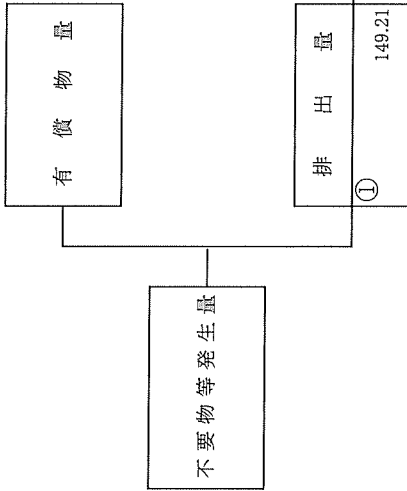 不要物等発生量
有償物量
排出量
①
149.21